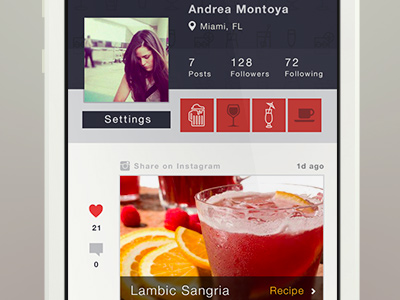 Andrea Montoya
Miami, FL
7 128 72
Posts Followers Following
Settings
Share on Instagram 1d ago
21
0
Lambic Sangria Recipe